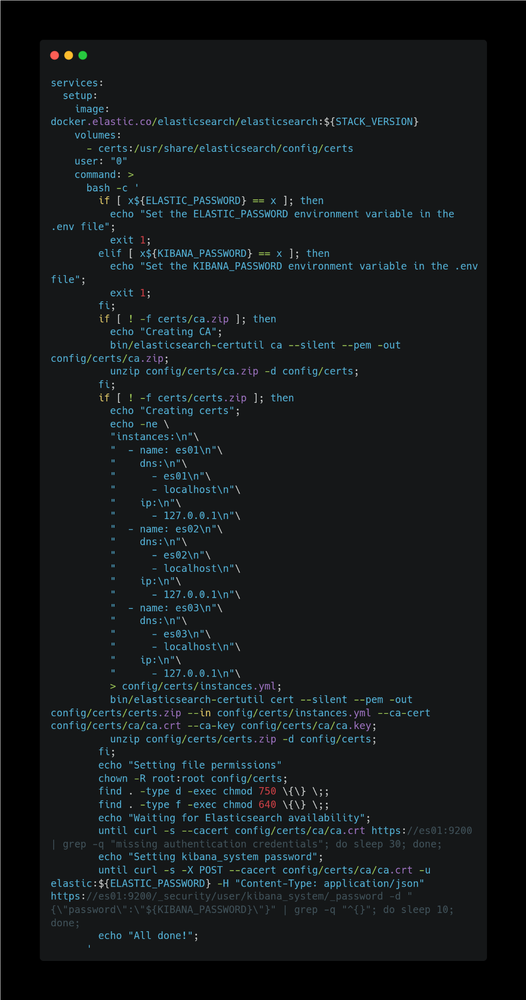 services:
  setup:
    image:
docker.elastic.co/elasticsearch/elasticsearch:${STACK_VERSION}
    volumes:
      - certs:/usr/share/elasticsearch/config/certs
    user: "0"
    command: >
      bash -c '
        if [ x${ELASTIC_PASSWORD} == x ]; then
          echo "Set the ELASTIC_PASSWORD environment variable in the
.env file";
          exit 1;
        elif [ x${KIBANA_PASSWORD} == x ]; then
          echo "Set the KIBANA_PASSWORD environment variable in the .env
file";
          exit 1;
        fi;
        if [ ! -f certs/ca.zip ]; then
          echo "Creating CA";
          bin/elasticsearch-certutil ca --silent --pem -out
config/certs/ca.zip;
          unzip config/certs/ca.zip -d config/certs;
        fi;
        if [ ! -f certs/certs.zip ]; then
          echo "Creating certs";
          echo -ne \
          "instances:\n"\
          "  - name: es01\n"\
          "    dns:\n"\
          "      - es01\n"\
          "      - localhost\n"\
          "    ip:\n"\
          "      - 127.0.0.1\n"\
          "  - name: es02\n"\
          "    dns:\n"\
          "      - es02\n"\
          "      - localhost\n"\
          "    ip:\n"\
          "      - 127.0.0.1\n"\
          "  - name: es03\n"\
          "    dns:\n"\
          "      - es03\n"\
          "      - localhost\n"\
          "    ip:\n"\
          "      - 127.0.0.1\n"\
          > config/certs/instances.yml;
          bin/elasticsearch-certutil cert --silent --pem -out
config/certs/certs.zip --in config/certs/instances.yml --ca-cert
config/certs/ca/ca.crt --ca-key config/certs/ca/ca.key;
          unzip config/certs/certs.zip -d config/certs;
        fi;
        echo "Setting file permissions"
        chown -R root:root config/certs;
        find . -type d -exec chmod 750 \{\} \;;
        find . -type f -exec chmod 640 \{\} \;;
        echo "Waiting for Elasticsearch availability";
        until curl -s --cacert config/certs/ca/ca.crt https://es01:9200
| grep -q "missing authentication credentials"; do sleep 30; done;
        echo "Setting kibana_system password";
        until curl -s -X POST --cacert config/certs/ca/ca.crt -u
elastic:${ELASTIC_PASSWORD} -H "Content-Type: application/json"
https://es01:9200/_security/user/kibana_system/_password -d "
{\"password\":\"${KIBANA_PASSWORD}\"}" | grep -q "^{}"; do sleep 10;
done;
        echo "All done!";
      '